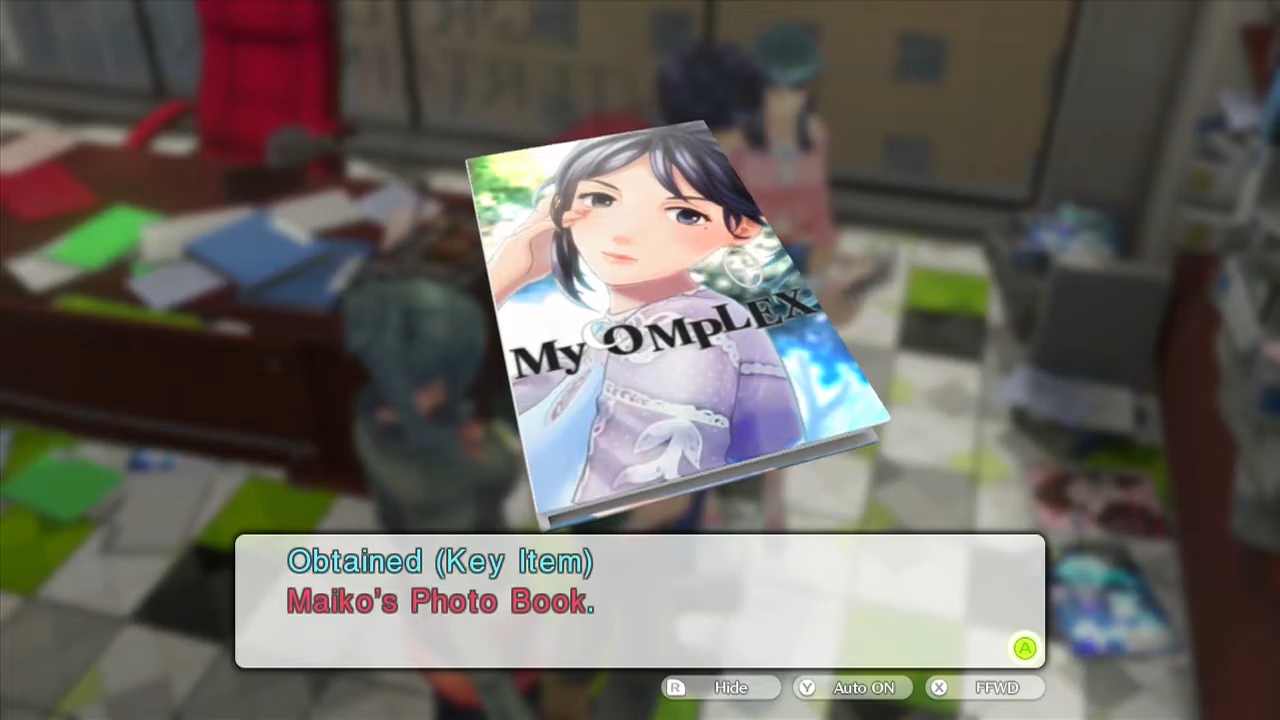 My OMpLEX
Obtained (Key Item)
Maiko's Photo Book.
A
R Hide
Y Auto ON
X FFWD